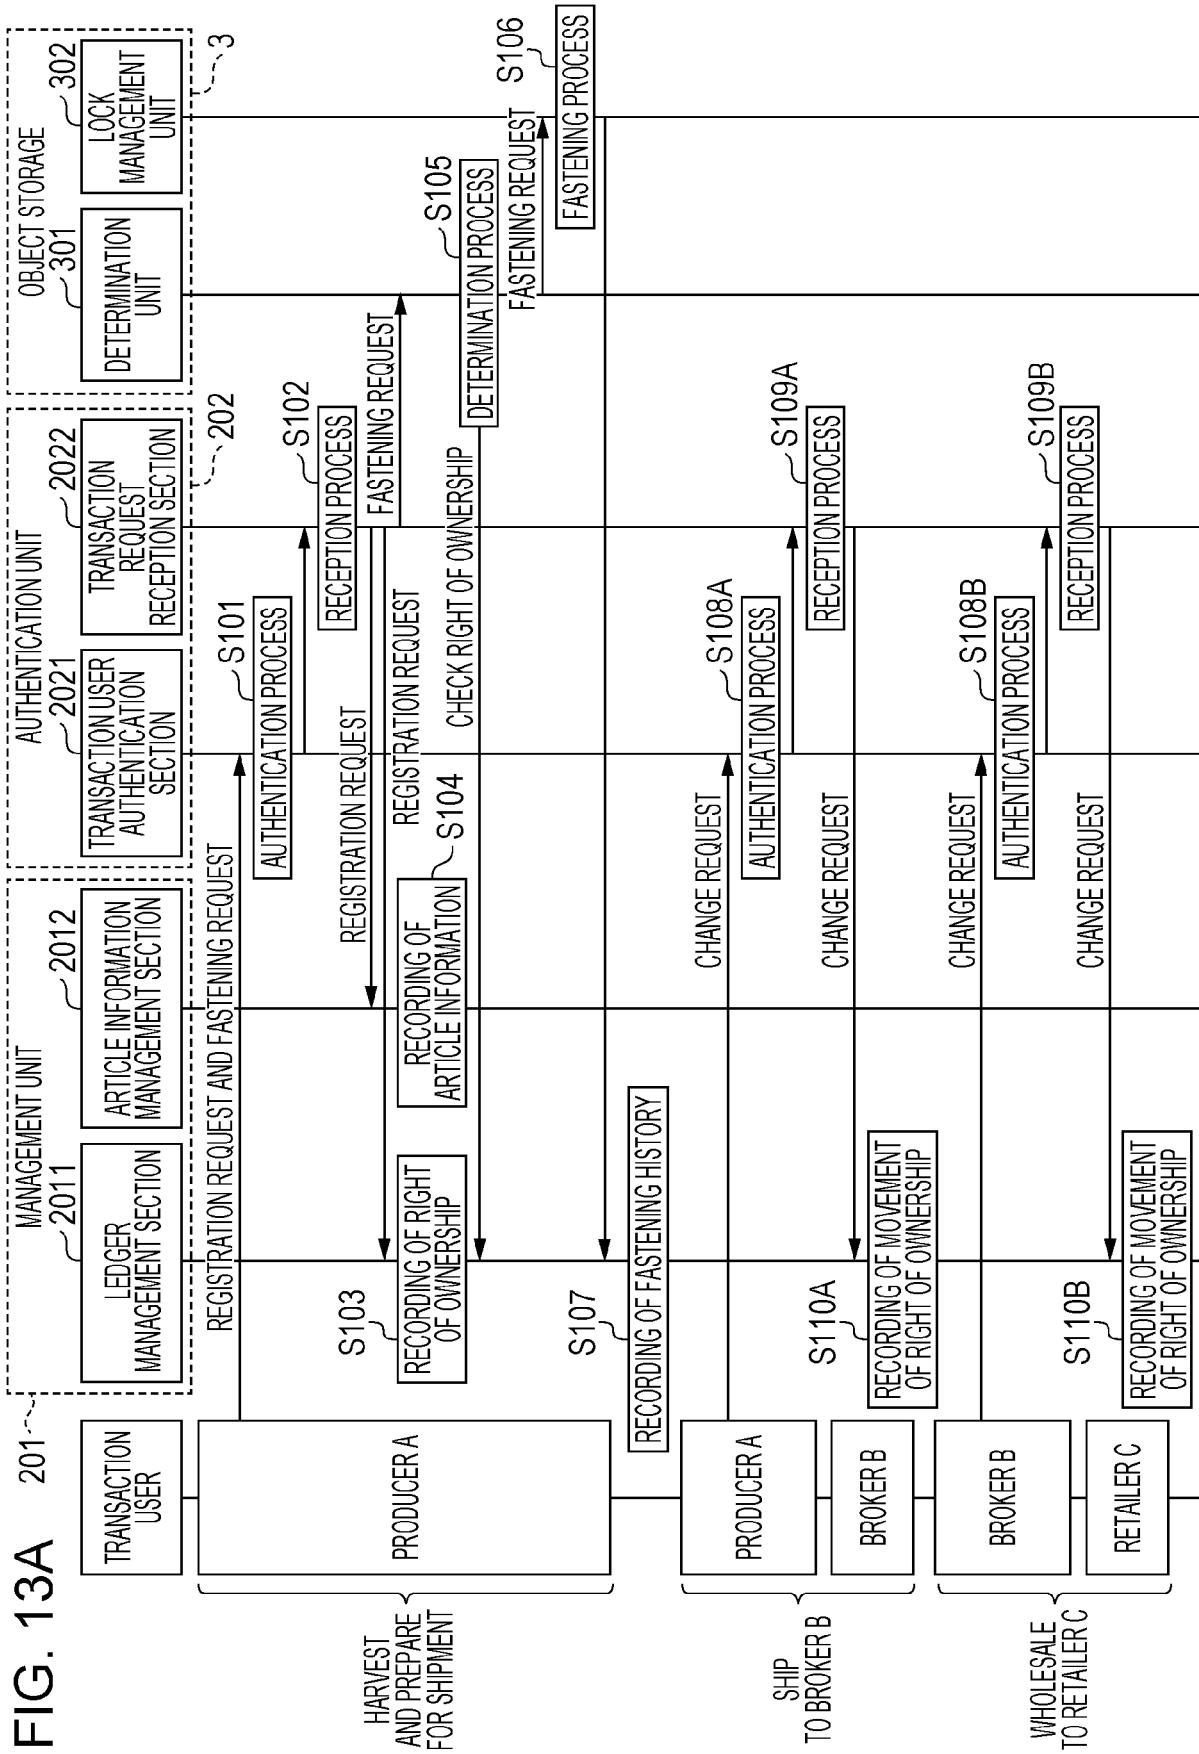 FIG. 13A
201
MANAGEMENT UNIT
AUTHENTICATION UNIT
OBJECT STORAGE
2011
2012
2021
2022
301
302
TRANSACTION
USER
LEDGER
MANAGEMENT SECTION
ARTICLE INFORMATION
MANAGEMENT SECTION
TRANSACTION USER
AUTHENTICATION
SECTION
TRANSACTION
REQUEST
RECEPTION SECTION
DETERMINATION
UNIT
LOCK
MANAGEMENT
UNIT
202
3
HARVEST
AND PREPARE
FOR SHIPMENT
PRODUCER A
REGISTRATION REQUEST AND FASTENING REQUEST
S101
AUTHENTICATION PROCESS
S102
RECEPTION PROCESS
REGISTRATION REQUEST
REGISTRATION REQUEST
FASTENING REQUEST
S103
RECORDING OF RIGHT
OF OWNERSHIP
S104
RECORDING OF
ARTICLE INFORMATION
CHECK RIGHT OF OWNERSHIP
S105
DETERMINATION PROCESS
FASTENING REQUEST
S106
FASTENING PROCESS
S107
RECORDING OF FASTENING HISTORY
SHIP
TO BROKER B
PRODUCER A
BROKER B
CHANGE REQUEST
S108A
AUTHENTICATION PROCESS
S109A
RECEPTION PROCESS
CHANGE REQUEST
S110A
RECORDING OF MOVEMENT
OF RIGHT OF OWNERSHIP
WHOLESALE
TO RETAILER C
BROKER B
RETAILER C
CHANGE REQUEST
S108B
AUTHENTICATION PROCESS
S109B
RECEPTION PROCESS
CHANGE REQUEST
S110B
RECORDING OF MOVEMENT
OF RIGHT OF OWNERSHIP